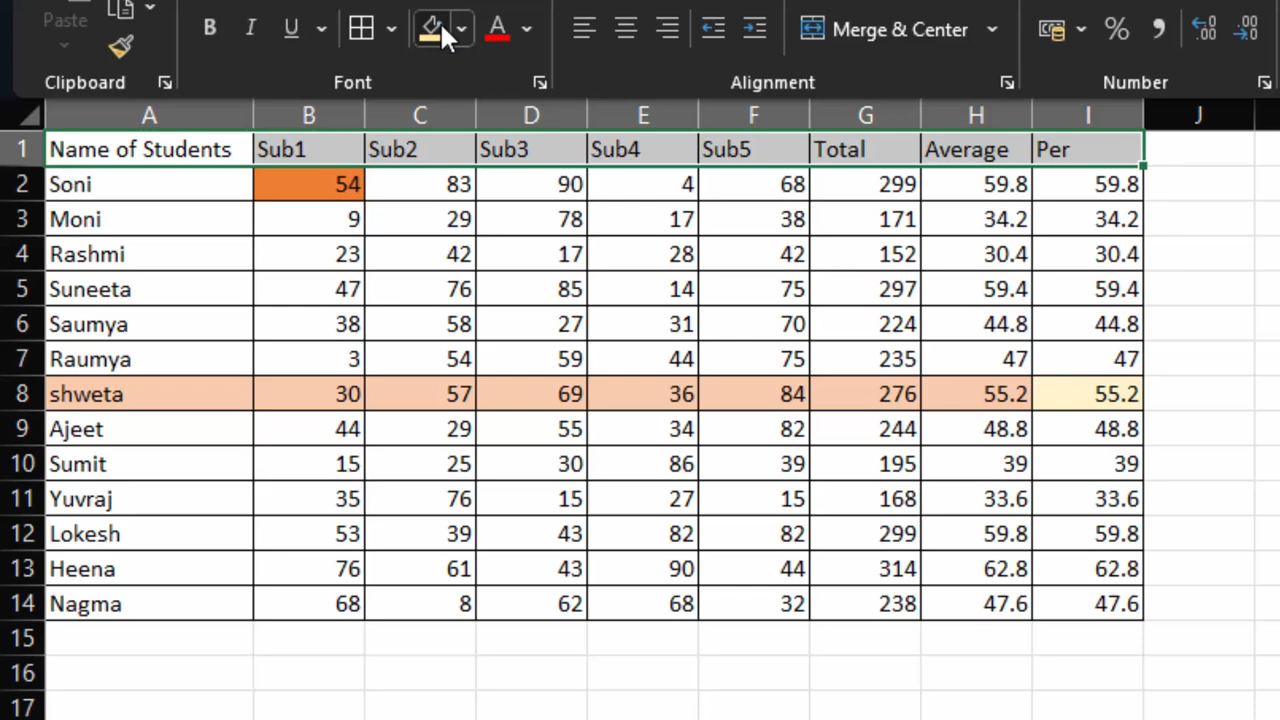 Paste B I U A Merge & Center % 9 .00
Clipboard Font Alignment Number
A B C D E F G H I J
1 Name of Students Sub1 Sub2 Sub3 Sub4 Sub5 Total Average Per
2 Soni 54 83 90 4 68 299 59.8 59.8
3 Moni 9 29 78 17 38 171 34.2 34.2
4 Rashmi 23 42 17 28 42 152 30.4 30.4
5 Suneeta 47 76 85 14 75 297 59.4 59.4
6 Saumya 38 58 27 31 70 224 44.8 44.8
7 Raumya 3 54 59 44 75 235 47 47
8 shweta 30 57 69 36 84 276 55.2 55.2
9 Ajeet 44 29 55 34 82 244 48.8 48.8
10 Sumit 15 25 30 86 39 195 39 39
11 Yuvraj 35 76 15 27 15 168 33.6 33.6
12 Lokesh 53 39 43 82 82 299 59.8 59.8
13 Heena 76 61 43 90 44 314 62.8 62.8
14 Nagma 68 8 62 68 32 238 47.6 47.6
15
16
17